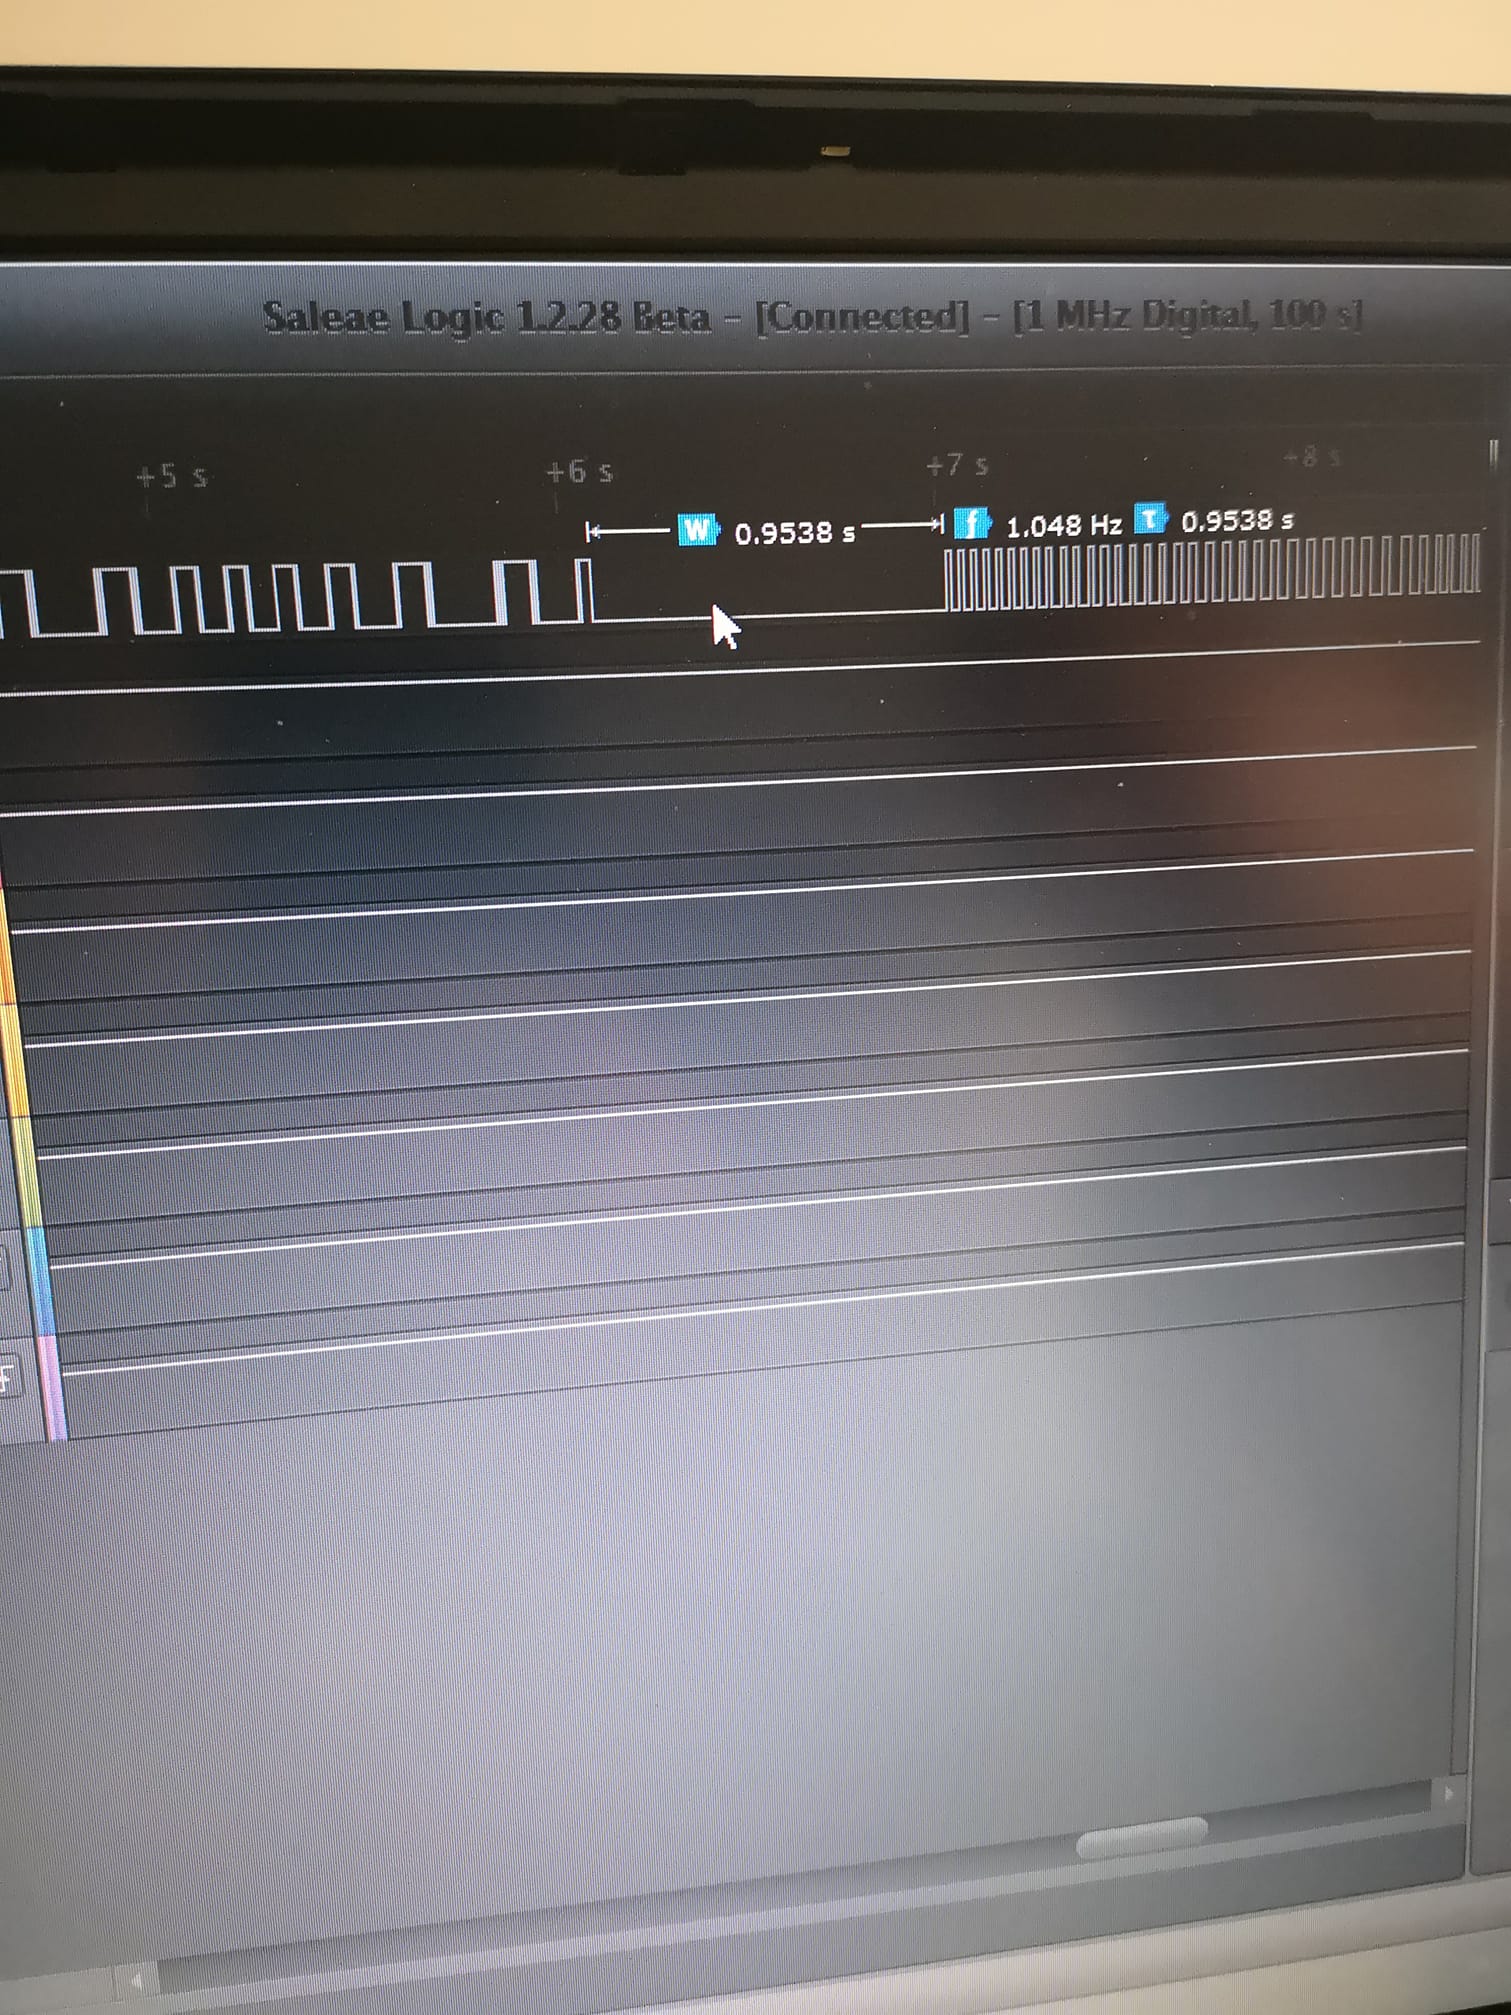 Saleae Logic 1.2.28 Beta – [Connected] – [1 MHz Digital, 100 s]
+5 s +6 s +7 s +8 s
W 0.9538 s f 1.048 Hz T 0.9538 s